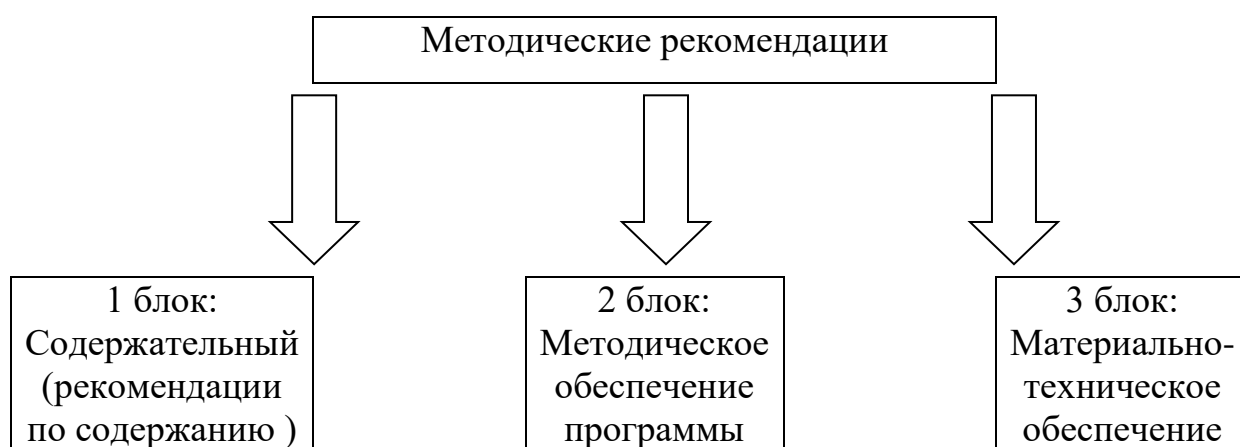 Методические рекомендации
1 блок:
Содержательный
(рекомендации
по содержанию )
2 блок:
Методическое
обеспечение
программы
3 блок:
Материально-
техническое
обеспечение